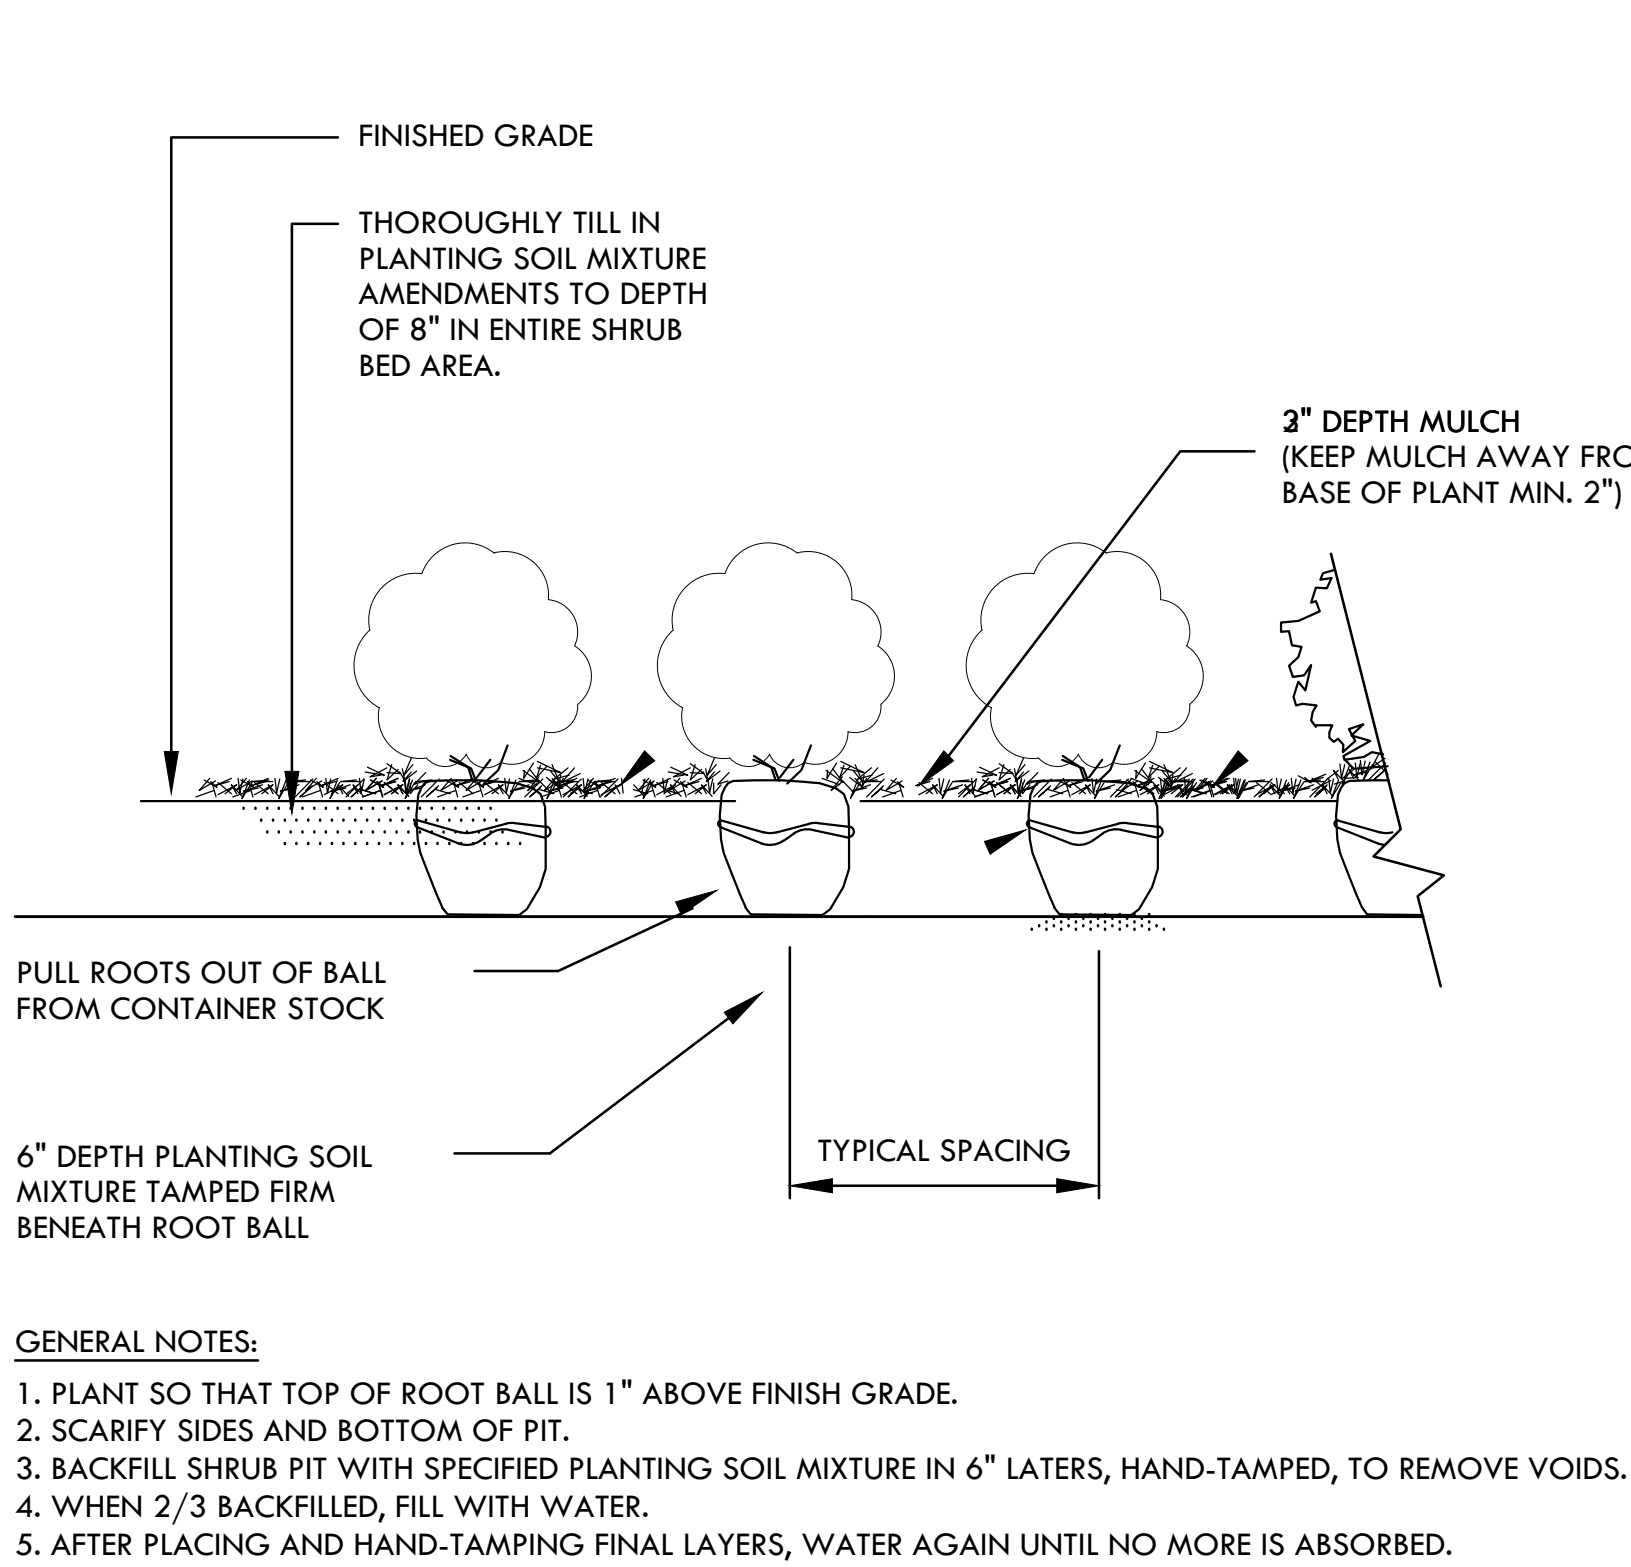 FINISHED GRADE
THOROUGHLY TILL IN
PLANTING SOIL MIXTURE
AMENDMENTS TO DEPTH
OF 8" IN ENTIRE SHRUB
BED AREA.
DEPTH MULCH
(KEEP MULCH AWAY FRO
BASE OF PLANT MIN. 2")
PULL ROOTS OUT OF BALL
FROM CONTAINER STOCK
6" DEPTH PLANTING SOIL
MIXTURE TAMPED FIRM
BENEATH ROOT BALL
TYPICAL SPACING
GENERAL NOTES:
1. PLANT SO THAT TOP OF ROOT BALL IS 1" ABOVE FINISH GRADE.
2. SCARIFY SIDES AND BOTTOM OF PIT.
3. BACKFILL SHRUB PIT WITH SPECIFIED PLANTING SOIL MIXTURE IN 6" LATERS, HAND-TAMPED, TO REMOVE VOIDS.
4. WHEN 2/3 BACKFILLED, FILL WITH WATER.
5. AFTER PLACING AND HAND-TAMPING FINAL LAYERS, WATER AGAIN UNTIL NO MORE IS ABSORBED.